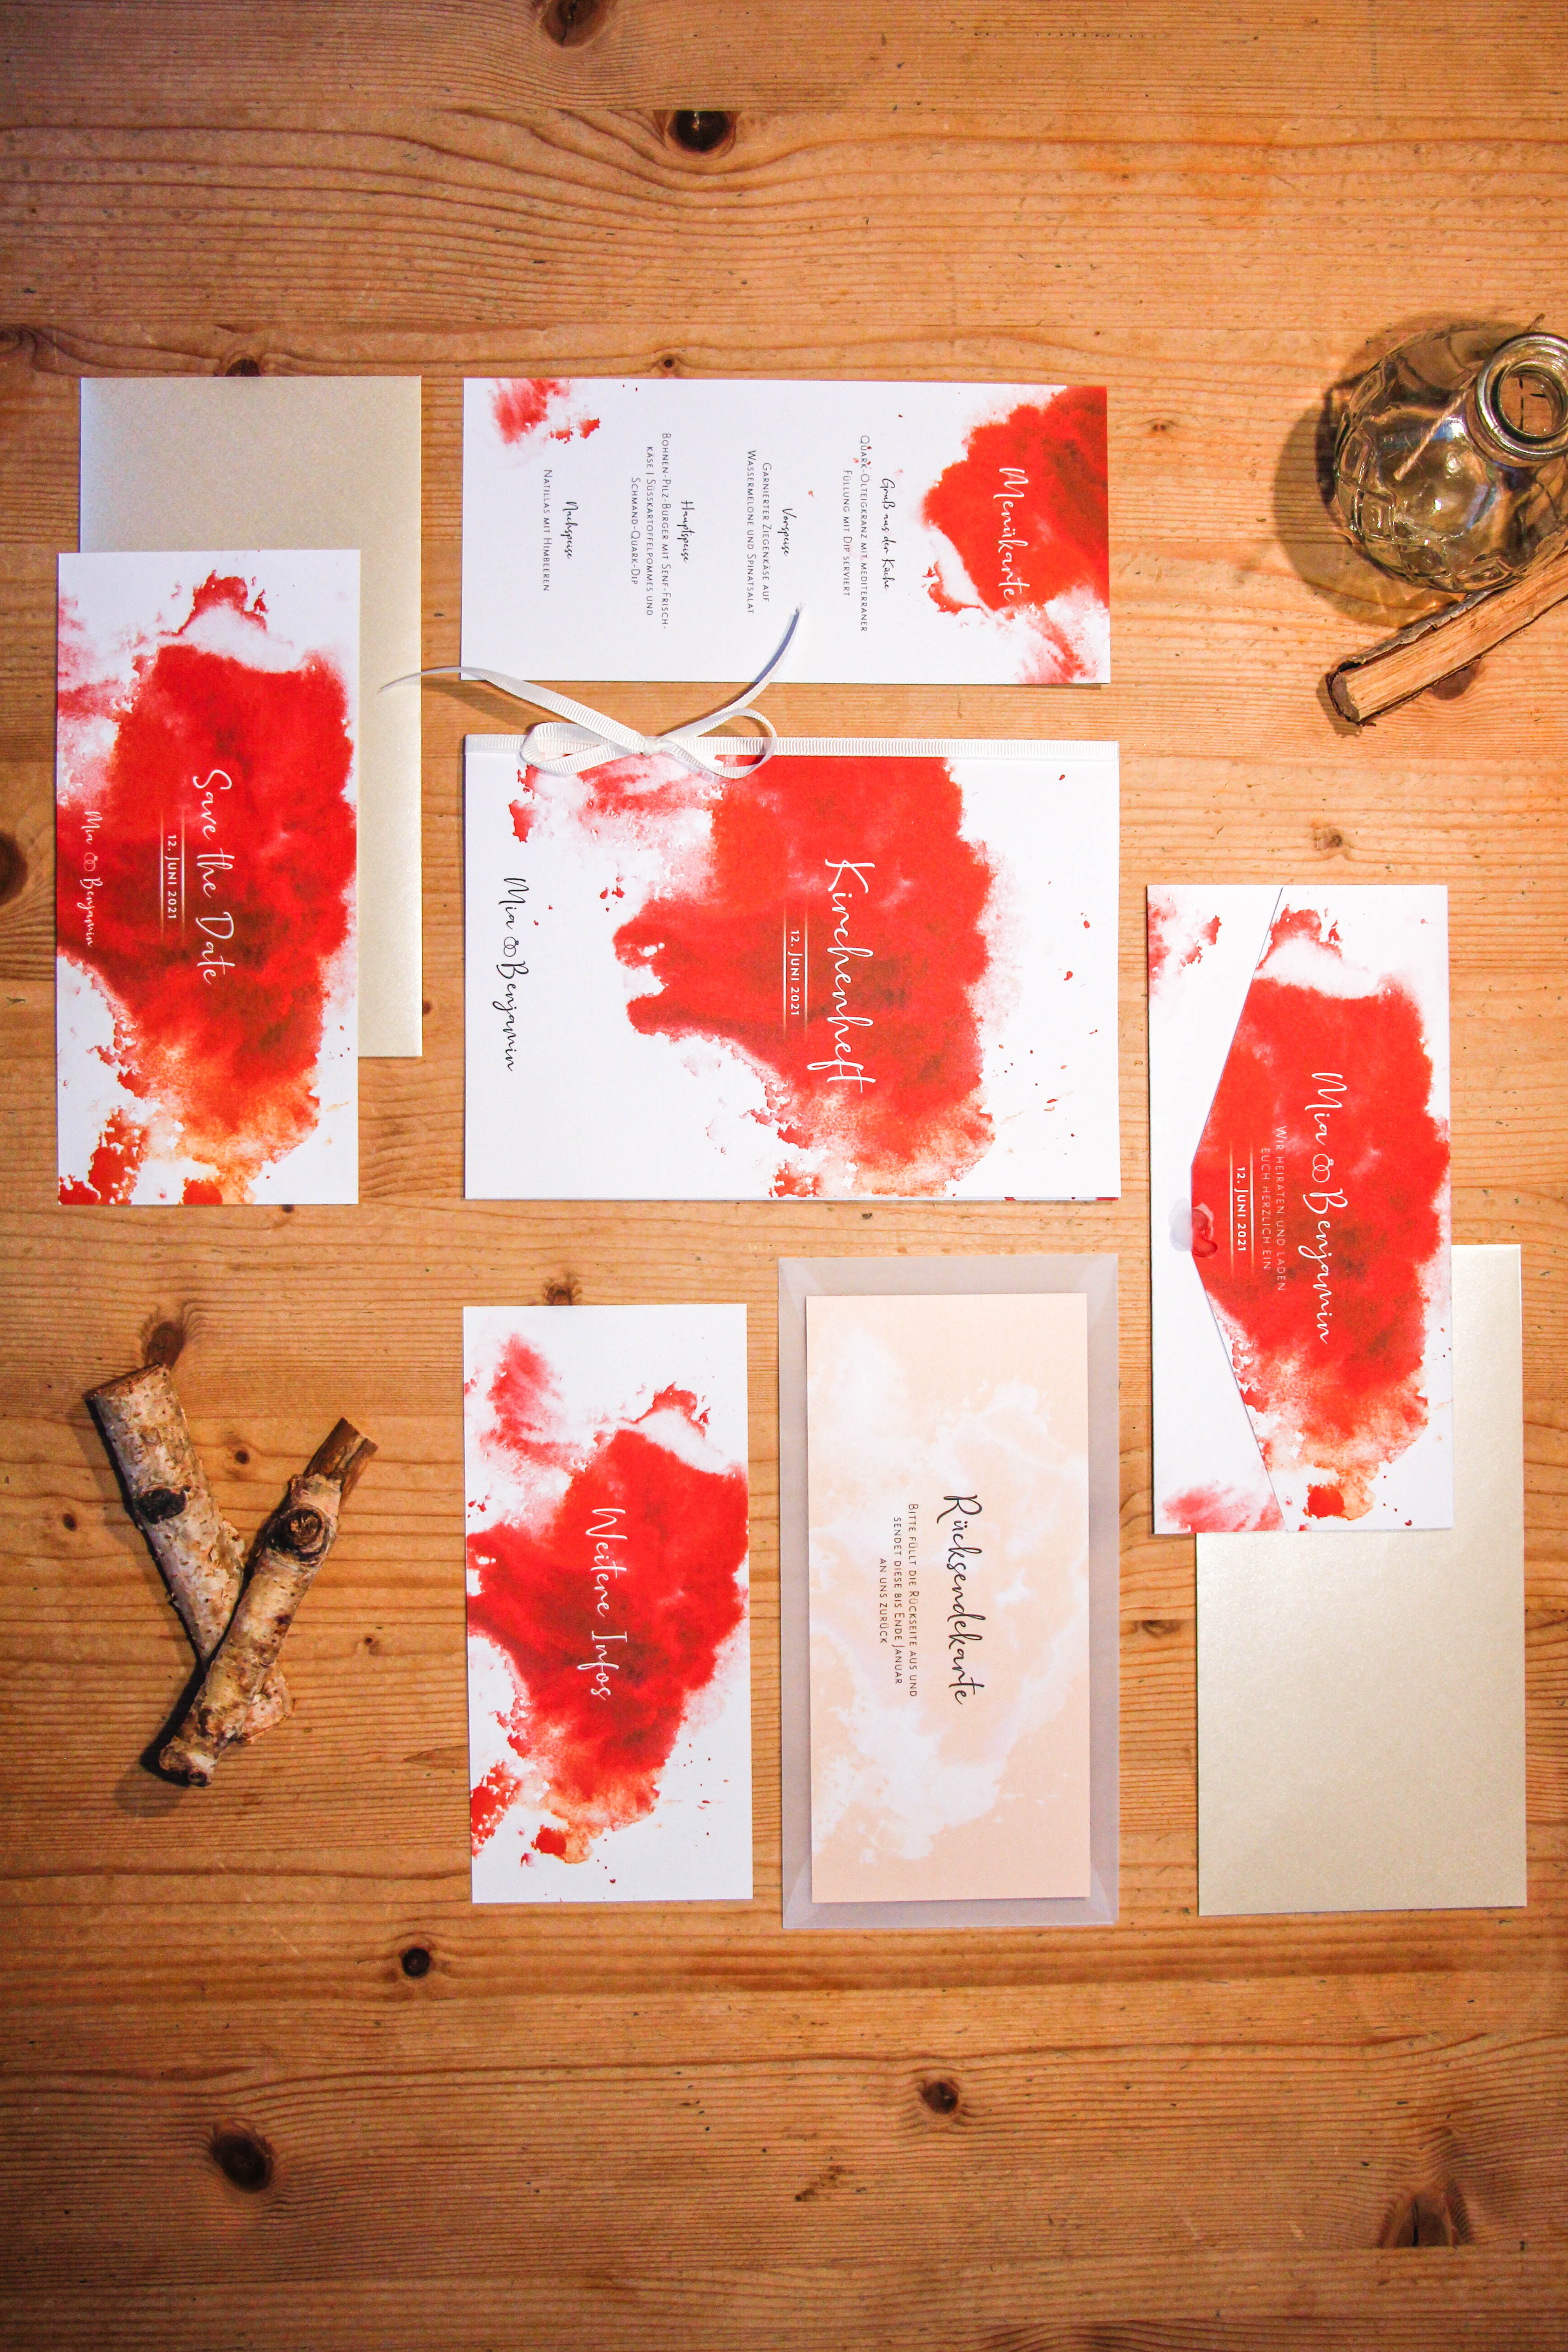 Mia & Benjamin
Wir heiraten und laden
euch herzlich ein
12. Juni 2021
Menükarte
Gruß aus der Küche
Quark-Ölteigkranz mit mediterraner
Füllung mit Dip serviert
Vorspeise
Garnierter Ziegenkäse auf
Wassermelone und Spinatsalat
Hauptspeise
Bohnen-Pilz-Burger mit Senf-Frisch-
käse | Süsskartoffelpommes und
Schmand-Quark-Dip
Nachspeise
Natillas mit Himbeeren
Kirchenheft
12. Juni 2021
Mia Benjamin
Rücksendekarte
Bitte füllt die Rückseite aus und
sendet diese bis Ende Januar
an uns zurück
Weitere Infos
Save the Date
12. Juni 2021
Mia Benjamin